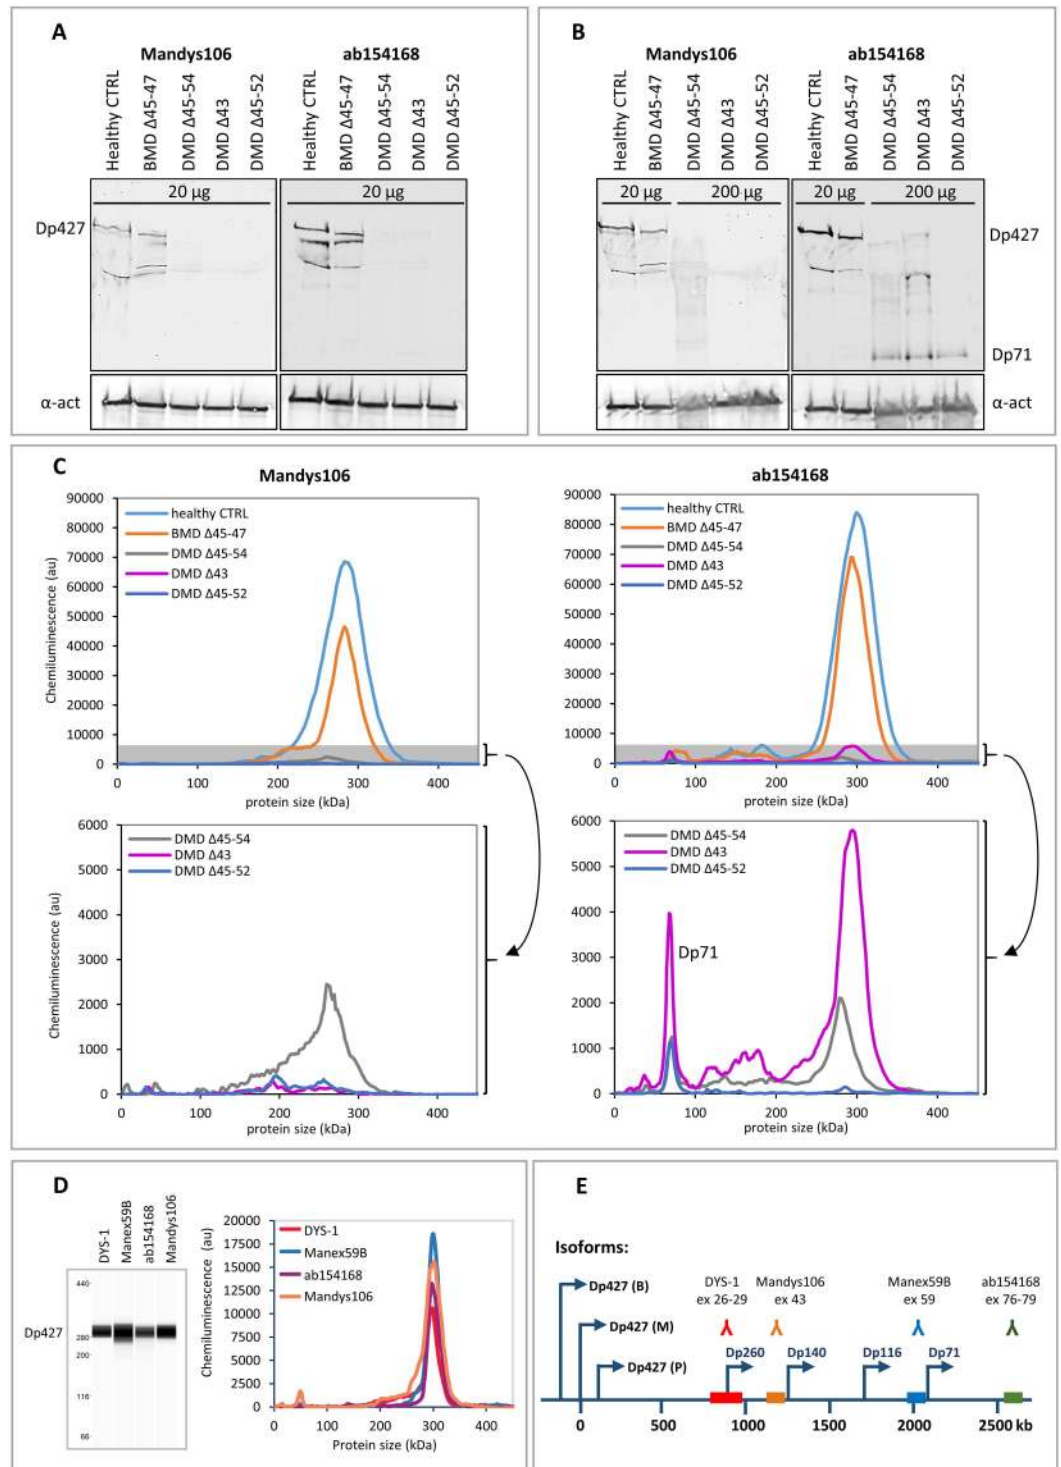 A
Mandys106 ab154168
Healthy CTRL
BMD Δ45-47
DMD Δ45-54
DMD Δ43
DMD Δ45-52
Healthy CTRL
BMD Δ45-47
DMD Δ45-54
DMD Δ43
DMD Δ45-52
20 µg 20 µg
Dp427
α-act
B
Mandys106 ab154168
Healthy CTRL
BMD Δ45-47
DMD Δ45-54
DMD Δ43
DMD Δ45-52
Healthy CTRL
BMD Δ45-47
DMD Δ45-54
DMD Δ43
DMD Δ45-52
20 µg 200 µg 20 µg 200 µg
Dp427
Dp71
α-act
C
Mandys106
Chemiluminescence (au)
90000
80000
70000
60000
50000
40000
30000
20000
10000
0
healthy CTRL
BMD Δ45-47
DMD Δ45-54
DMD Δ43
DMD Δ45-52
0 100 200 300 400
protein size (kDa)
ab154168
90000
80000
70000
60000
50000
40000
30000
20000
10000
0
healthy CTRL
BMD Δ45-47
DMD Δ45-54
DMD Δ43
DMD Δ45-52
0 100 200 300 400
protein size (kDa)
Chemiluminescence (au)
6000
5000
4000
3000
2000
1000
0
DMD Δ45-54
DMD Δ43
DMD Δ45-52
0 100 200 300 400
protein size (kDa)
6000
5000
4000
3000
2000
1000
0
DMD Δ45-54
DMD Δ43
DMD Δ45-52
Dp71
0 100 200 300 400
protein size (kDa)
D
DYS-1
Manex59B
ab154168
Mandys106
440
Dp427
280
200
116
66
Chemiluminescence (au)
20000
17500
15000
12500
10000
7500
5000
2500
0
DYS-1
Manex59B
ab154168
Mandys106
0 100 200 300 400
Protein size (kDa)
E
Isoforms:
Dp427 (B)
Dp427 (M)
Dp427 (P)
DYS-1 Mandys106 Manex59B ab154168
ex 26-29 ex 43 ex 59 ex 76-79
Dp260 Dp140 Dp116 Dp71
0 500 1000 1500 2000 2500 kb